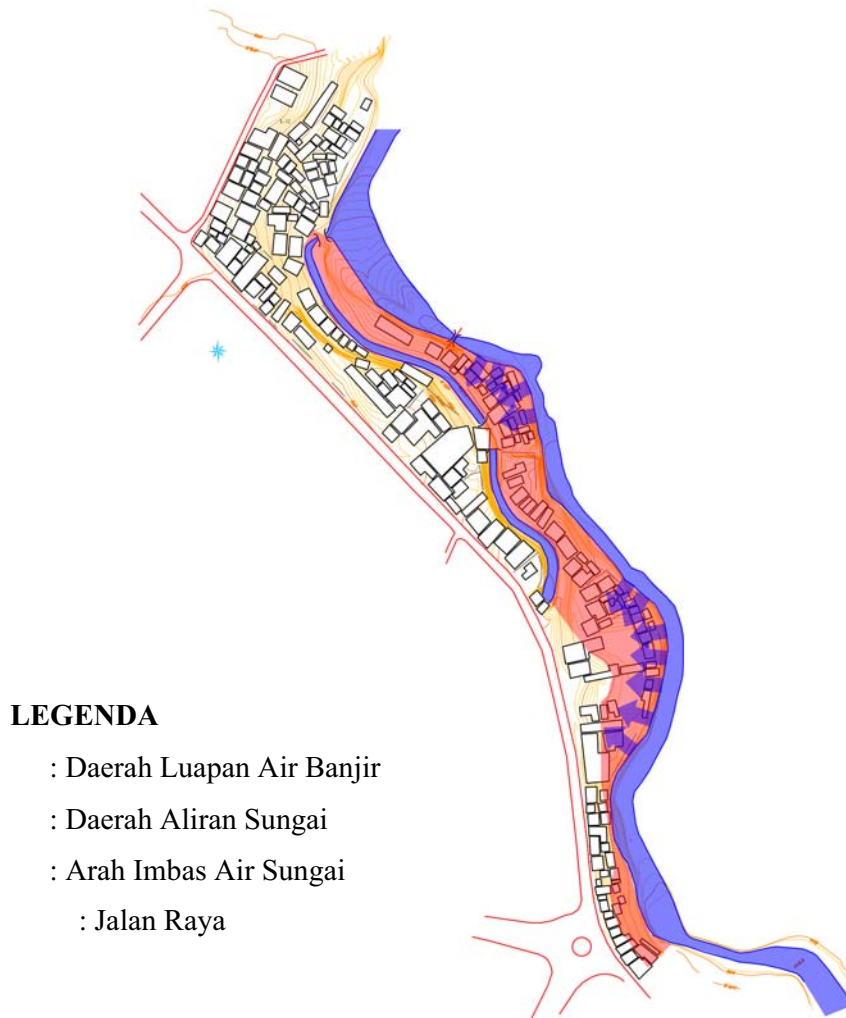 LEGENDA
: Daerah Luapan Air Banjir
: Daerah Aliran Sungai
: Arah Imbas Air Sungai
: Jalan Raya